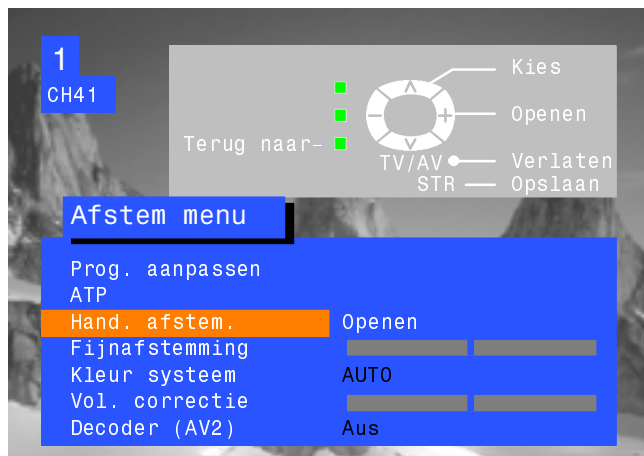 1
CH41
Kies
Openen
Terug naar-
TV/AV Verlaten
STR Opslaan
Afstem menu
Prog. aanpassen
ATP
Hand. afstem. Openen
Fijnafstemming
Kleur systeem AUTO
Vol. correctie
Decoder (AV2) Aus